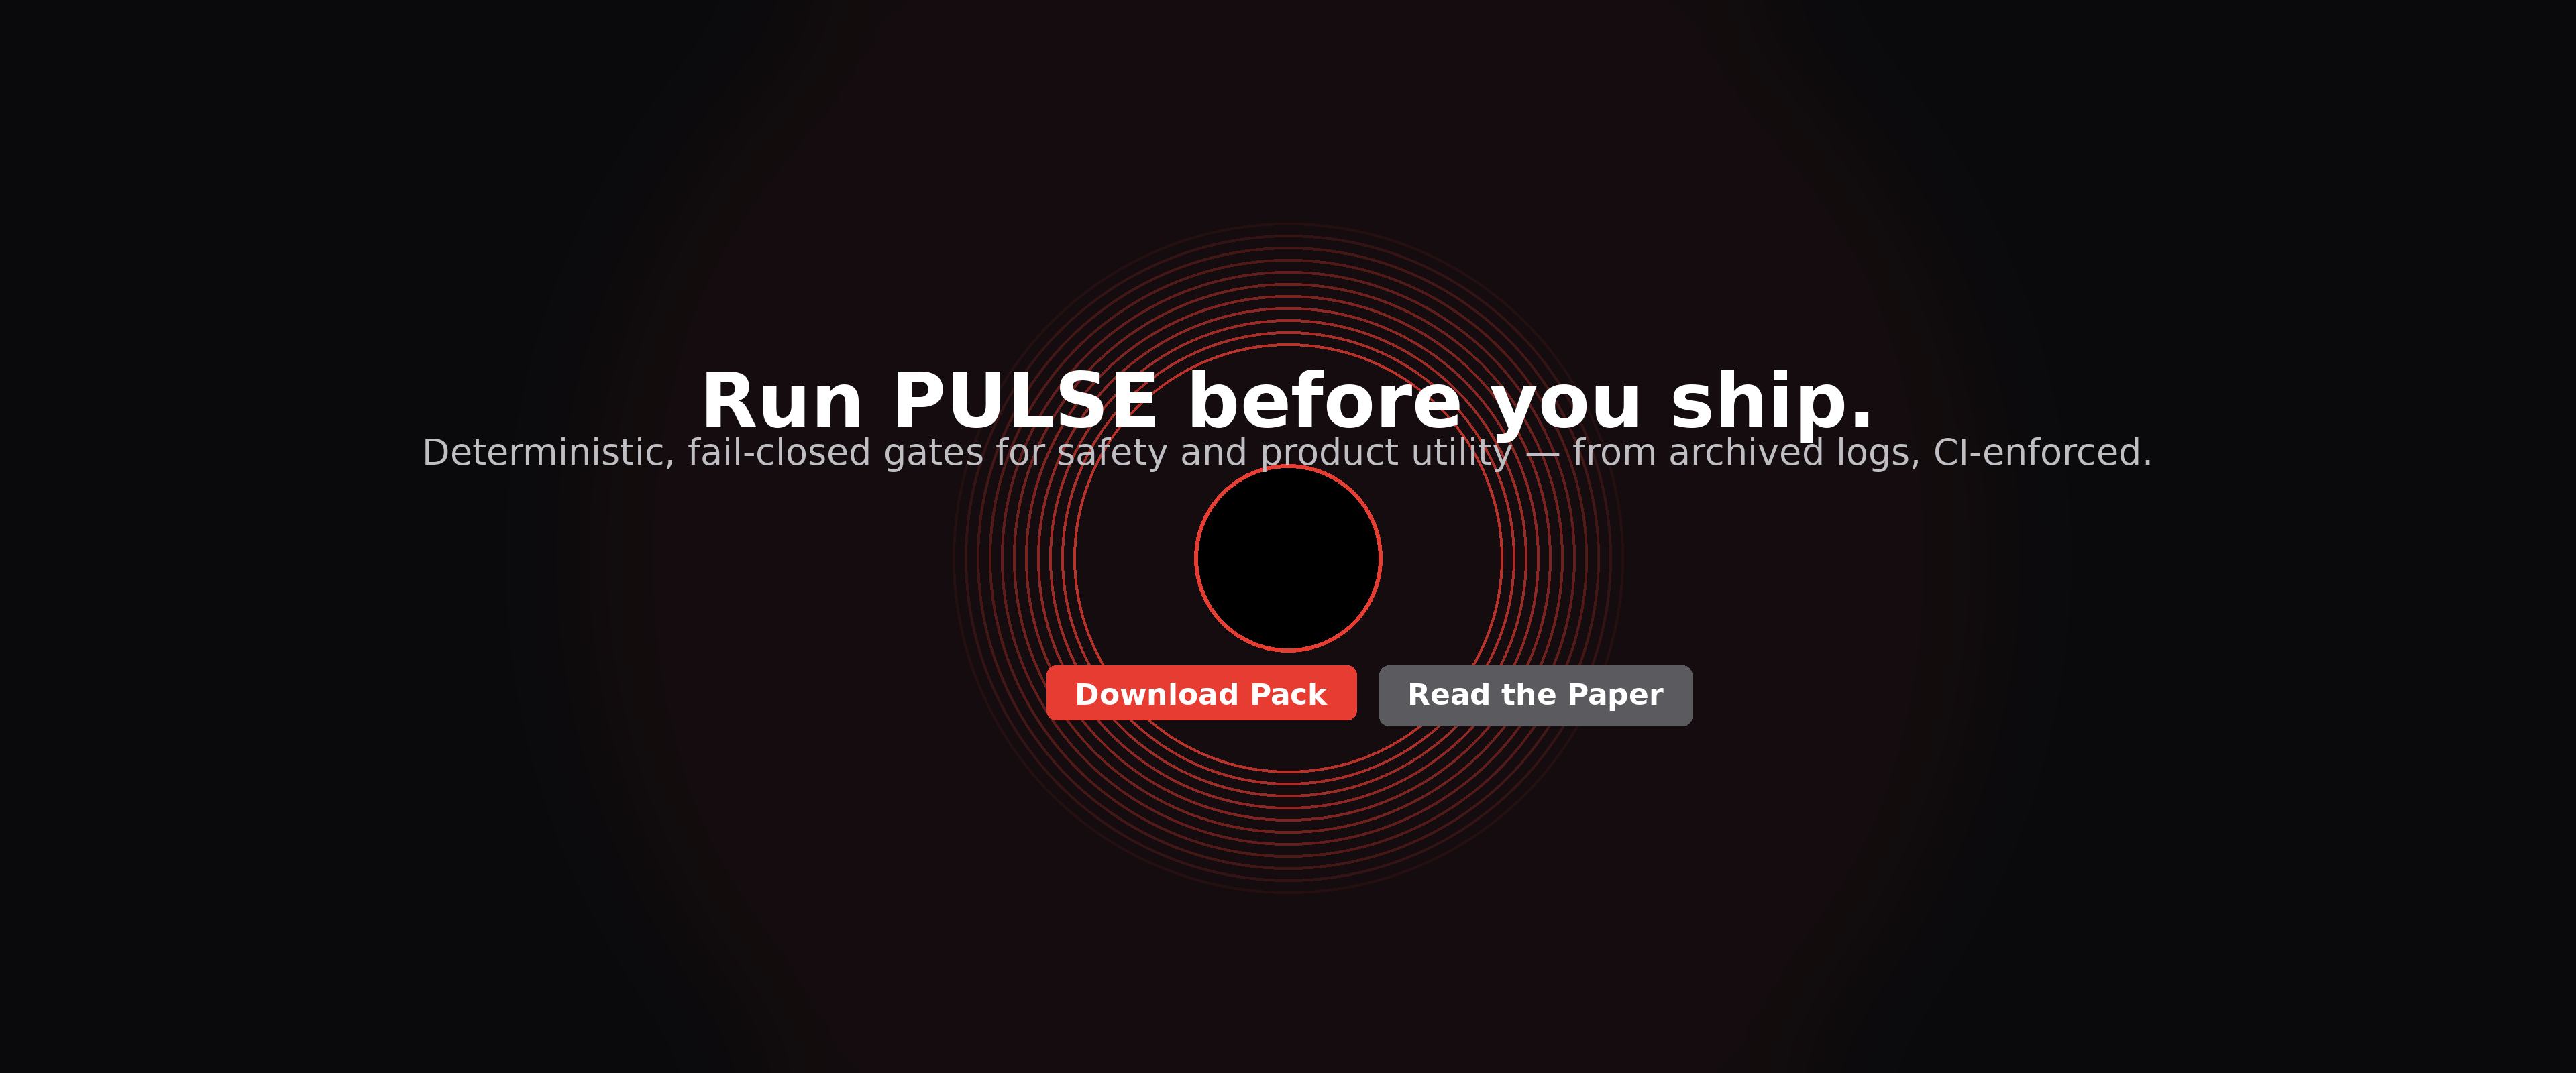 Run PULSE before you ship.
Deterministic, fail-closed gates for safety and product utility — from archived logs, CI-enforced.
Download Pack
Read the Paper